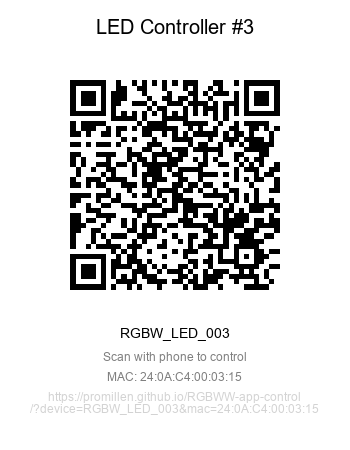 LED Controller #3
RGBW_LED_003
Scan with phone to control
MAC: 24:0A:C4:00:03:15
https://promillen.github.io/RGBWW-app-control
/?device=RGBW_LED_003&mac=24:0A:C4:00:03:15